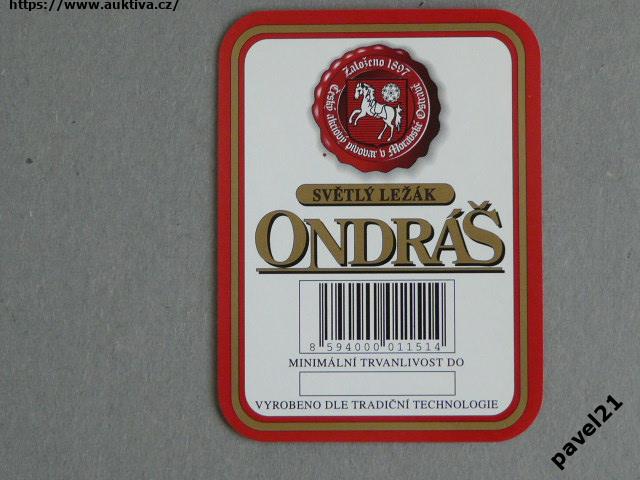 https://www.auktiva.cz/
Založeno 1897
Český akciový pivovar v Moravské Ostravě
SVĚTLÝ LEŽÁK
ONDRÁŠ
8 594000 011514
MINIMÁLNÍ TRVANLIVOST DO
VYROBENO DLE TRADIČNÍ TECHNOLOGIE
pavel21